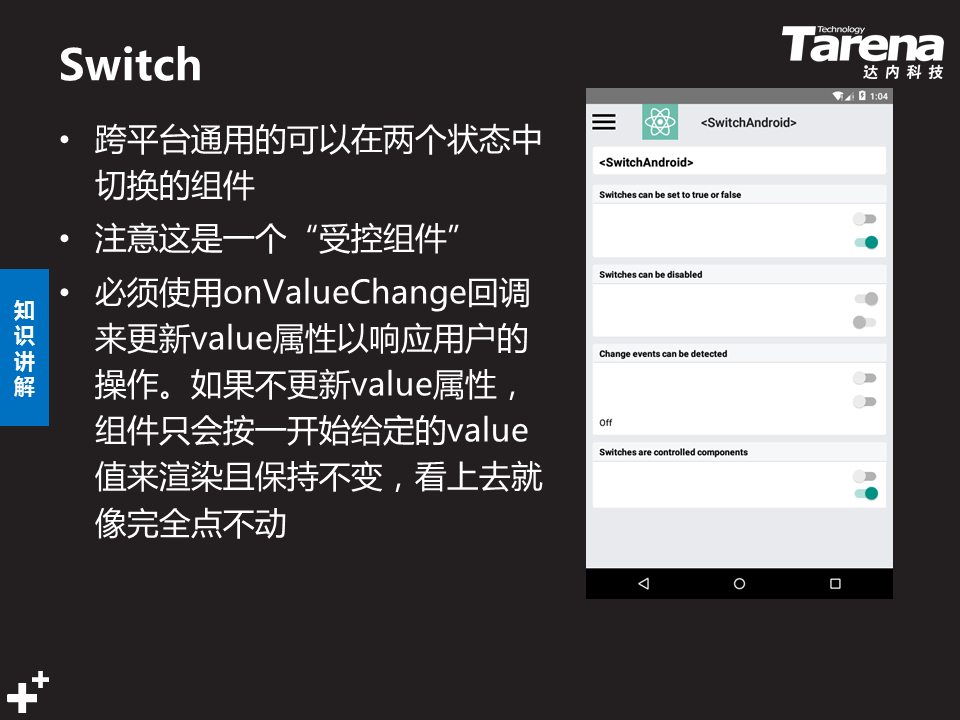 Switch
Technology
Tarena
达内科技
• 跨平台通用的可以在两个状态中
切换的组件
• 注意这是一个“受控组件”
• 必须使用onValueChange回调
来更新value属性以响应用户的
操作。如果不更新value属性，
组件只会按一开始给定的value
值来渲染且保持不变，看上去就
像完全点不动
知
识
讲
解
1:04
<SwitchAndroid>
<SwitchAndroid>
Switches can be set to true or false
Switches can be disabled
Change events can be detected
Off
Switches are controlled components